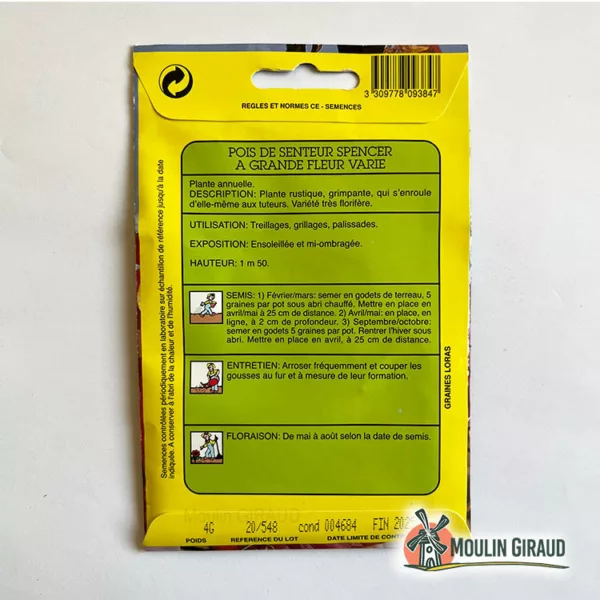 3 309778 093847
REGLES ET NORMES CE - SEMENCES
POIS DE SENTEUR SPENCER
A GRANDE FLEUR VARIE
Plante annuelle.
DESCRIPTION: Plante rustique, grimpante, qui s'enroule
d'elle-même aux tuteurs. Variété très florifère.
UTILISATION: Treillages, grillages, palissades.
EXPOSITION: Ensoleillée et mi-ombragée.
HAUTEUR: 1 m 50.
SEMIS: 1) Février/mars: semer en godets de terreau, 5
graines par pot sous abri chauffé. Mettre en place en
avril/mai à 25 cm de distance. 2) Avril/mai: en place, en
ligne, à 2 cm de profondeur. 3) Septembre/octobre:
semer en godets 5 graines par pot. Rentrer l'hiver sous
abri. Mettre en place en avril, à 25 cm de distance.
ENTRETIEN: Arroser fréquemment et couper les
gousses au fur et à mesure de leur formation.
FLORAISON: De mai à août selon la date de semis.
Semences contrôlées périodiquement en laboratoire sur échantillon de référence jusqu'à la date
indiquée. A conserver à l'abri de la chaleur et de l'humidité.
GRAINES LORAS
Moulin GIRAUD
4G 20/548 cond 004684 FIN
POIDS REFERENCE DU LOT DATE LIMITE DE
MOULIN GIRAUD